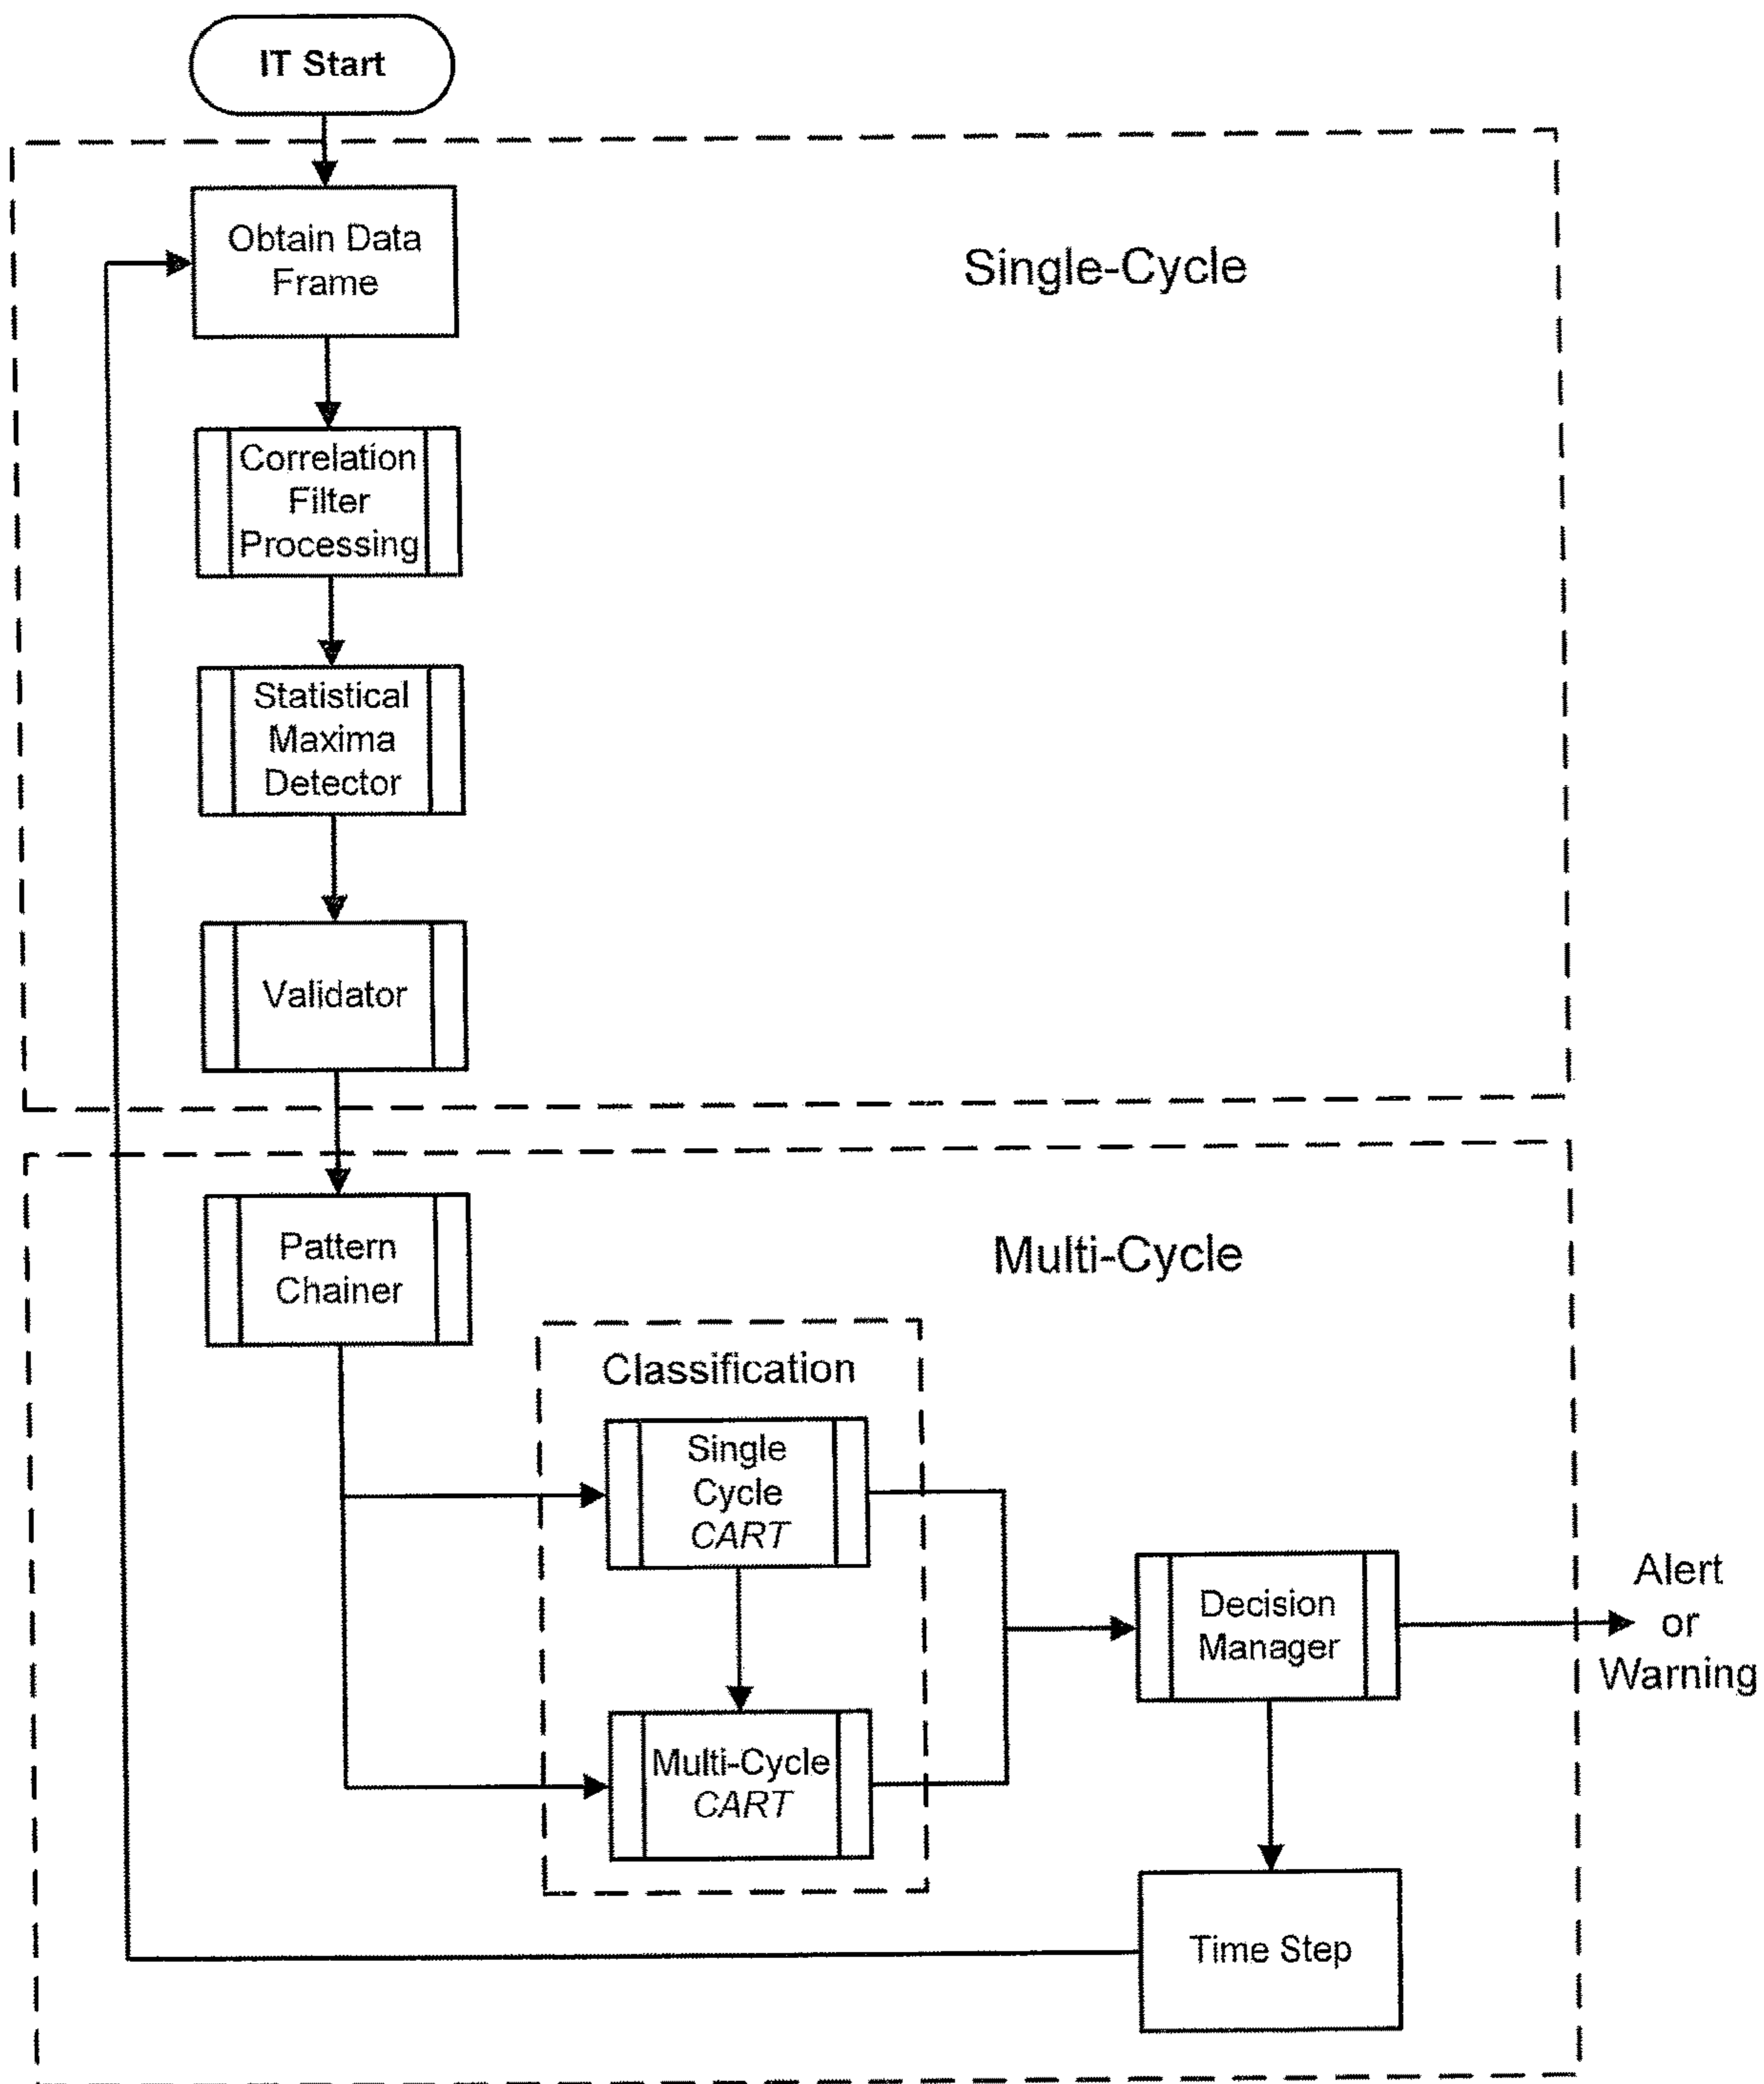 IT Start
Obtain Data
Frame
Single-Cycle
Correlation
Filter
Processing
Statistical
Maxima
Detector
Validator
Pattern
Chainer
Multi-Cycle
Classification
Single
Cycle
CART
Multi-Cycle
CART
Decision
Manager
Alert
or
Warning
Time Step